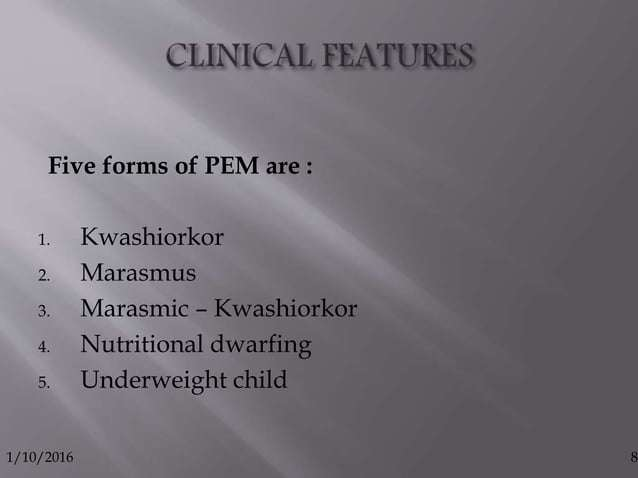 CLINICAL FEATURES
Five forms of PEM are :
1. Kwashiorkor
2. Marasmus
3. Marasmic – Kwashiorkor
4. Nutritional dwarfing
5. Underweight child
1/10/2016 8